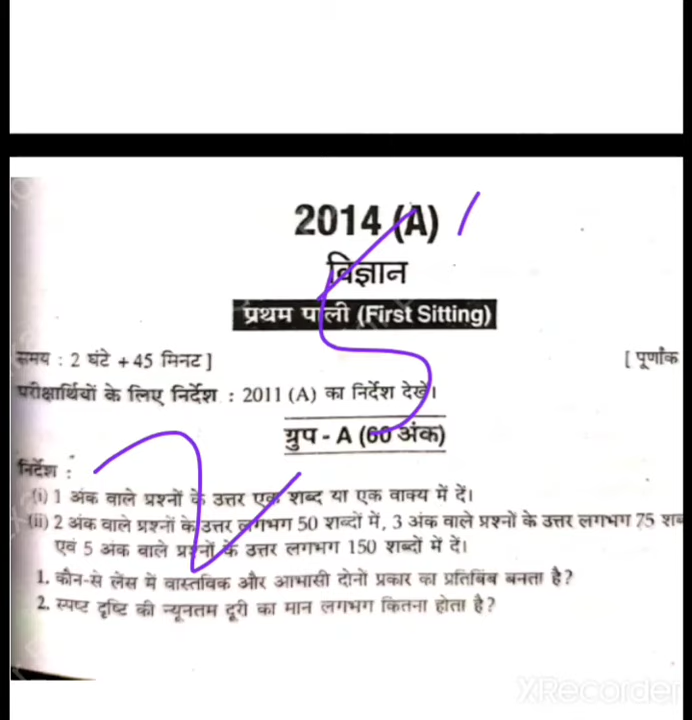 2014 (A)
विज्ञान
प्रथम पाली (First Sitting)
समय : 2 घंटे + 45 मिनट ]
[ पूर्णांक
परीक्षार्थियों के लिए निर्देश : 2011 (A) का निर्देश देखें।
ग्रुप - A (60 अंक)
निर्देश :
(i) 1 अंक वाले प्रश्नों के उत्तर एक शब्द या एक वाक्य में दें।
(ii) 2 अंक वाले प्रश्नों के उत्तर लगभग 50 शब्दों में, 3 अंक वाले प्रश्नों के उत्तर लगभग 75
एवं 5 अंक वाले प्रश्नों के उत्तर लगभग 150 शब्दों में दें।
1. कौन-से लेंस में वास्तविक और आभासी दोनों प्रकार का प्रतिबिंब बनता है?
2. स्पष्ट दृष्टि की न्यूनतम दूरी का मान लगभग कितना होता है?
XRecorder